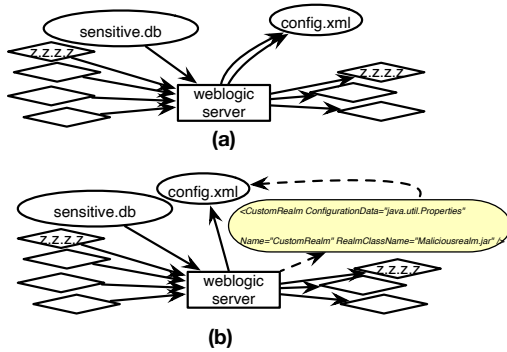 config.xml
sensitive.db
z.z.z.z
z.z.z.z
weblogic
server
(a)
config.xml
sensitive.db
<CustomRealm ConfigurationData="java.util.Properties"
Name="CustomRealm" RealmClassName="Maliciousrealm.jar" />
z.z.z.z
z.z.z.z
weblogic
server
(b)